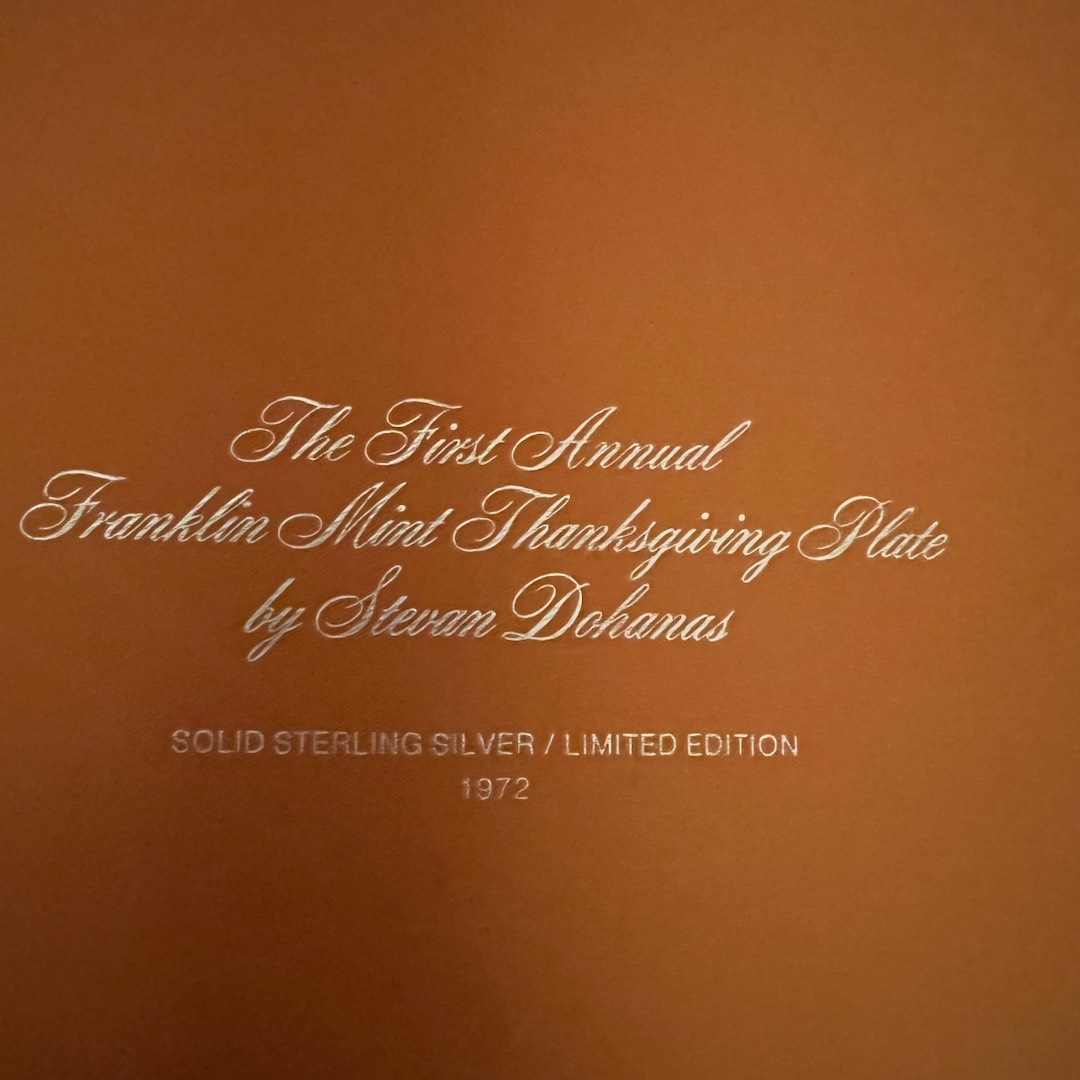 The First Annual
Franklin Mint Thanksgiving Plate
by Stevan Dohanas
SOLID STERLING SILVER / LIMITED EDITION
1972